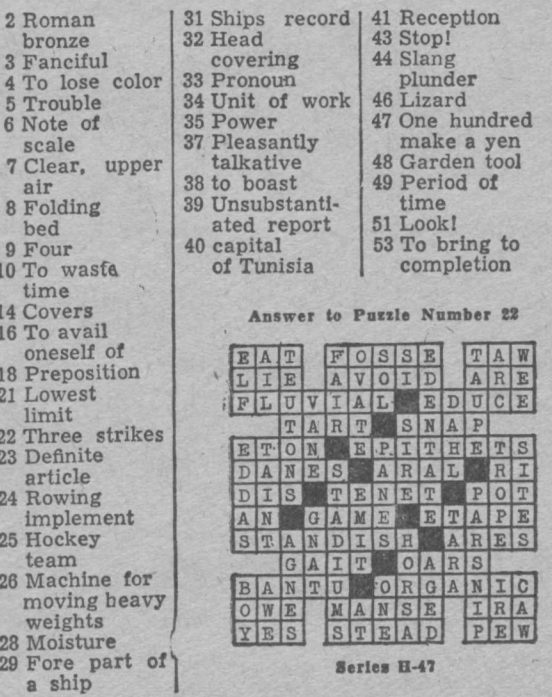 2 Roman
bronze
3 Fanciful
4 To lose color
5 Trouble
6 Note of
scale
7 Clear, upper
air
8 Folding
bed
9 Four
10 To waste
time
14 Covers
16 To avail
oneself of
18 Preposition
21 Lowest
limit
22 Three strikes
23 Definite
article
24 Rowing
implement
25 Hockey
team
26 Machine for
moving heavy
weights
28 Moisture
29 Fore part of
a ship
31 Ships record
32 Head
covering
33 Pronoun
34 Unit of work
35 Power
37 Pleasantly
talkative
38 to boast
39 Unsubstanti-
ated report
40 capital
of Tunisia
41 Reception
43 Stop!
44 Slang
plunder
46 Lizard
47 One hundred
make a yen
48 Garden tool
49 Period of
time
51 Look!
53 To bring to
completion
Answer to Puzzle Number 22
EAT FOSSE TAW
LIE AVOID ARE
FLUVIAL EDUCE
TART SNAP
ETON EPITHETS
DANES ARAL RI
DIS TENET POT
AN GAME ETAPE
STANDISH ARES
GAIT OARS
BANTU ORGANIC
OWE MANSE IRA
YES STEAD PEW
Series H-47